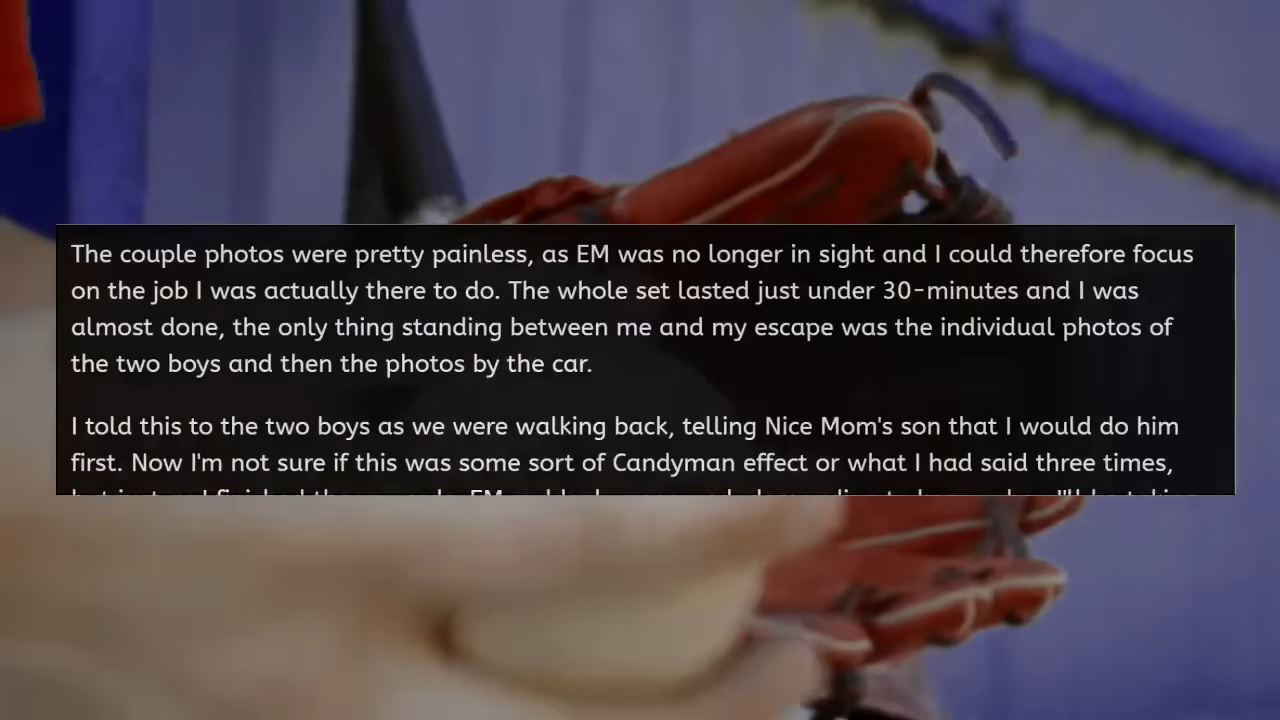 The couple photos were pretty painless, as EM was no longer in sight and I could therefore focus
on the job I was actually there to do. The whole set lasted just under 30-minutes and I was
almost done, the only thing standing between me and my escape was the individual photos of
the two boys and then the photos by the car.
I told this to the two boys as we were walking back, telling Nice Mom's son that I would do him
first. Now I'm not sure if this was some sort of Candyman effect or what I had said three times,